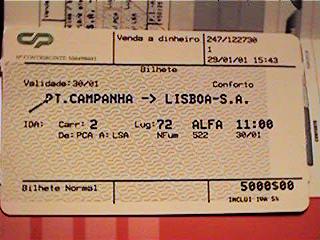 CP
Venda a dinheiro
247/122730
1
29/01/01 15:43
Bilhete
Validade: 30/01
Conforto
PT.CAMPANHA -> LISBOA-S.A.
IDA: Carr: 2 Lug: 72 ALFA 11:00
De: PCA A: LSA NFum 522 30/01
Bilhete Normal
5000$00
INCLUI IVA 5%